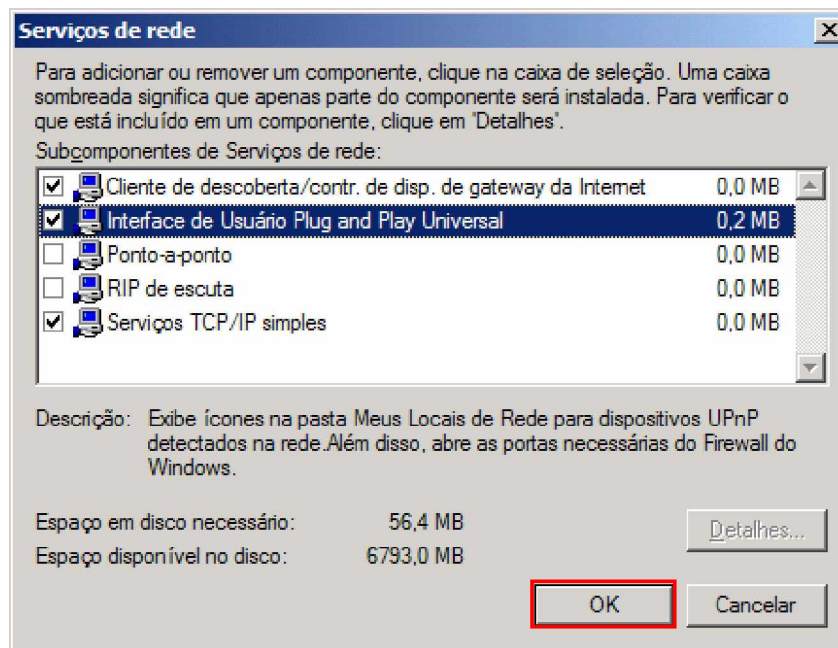 Serviços de rede
Para adicionar ou remover um componente, clique na caixa de seleção. Uma caixa
sombreada significa que apenas parte do componente será instalada. Para verificar o
que está incluído em um componente, clique em 'Detalhes'.
Subcomponentes de Serviços de rede:
Cliente de descoberta/contr. de disp. de gateway da Internet 0,0 MB
Interface de Usuário Plug and Play Universal 0,2 MB
Ponto-a-ponto 0,0 MB
RIP de escuta 0,0 MB
Serviços TCP/IP simples 0,0 MB
Descrição: Exibe ícones na pasta Meus Locais de Rede para dispositivos UPnP
detectados na rede.Além disso, abre as portas necessárias do Firewall do
Windows.
Espaço em disco necessário: 56,4 MB
Detalhes...
Espaço disponível no disco: 6793,0 MB
OK Cancelar